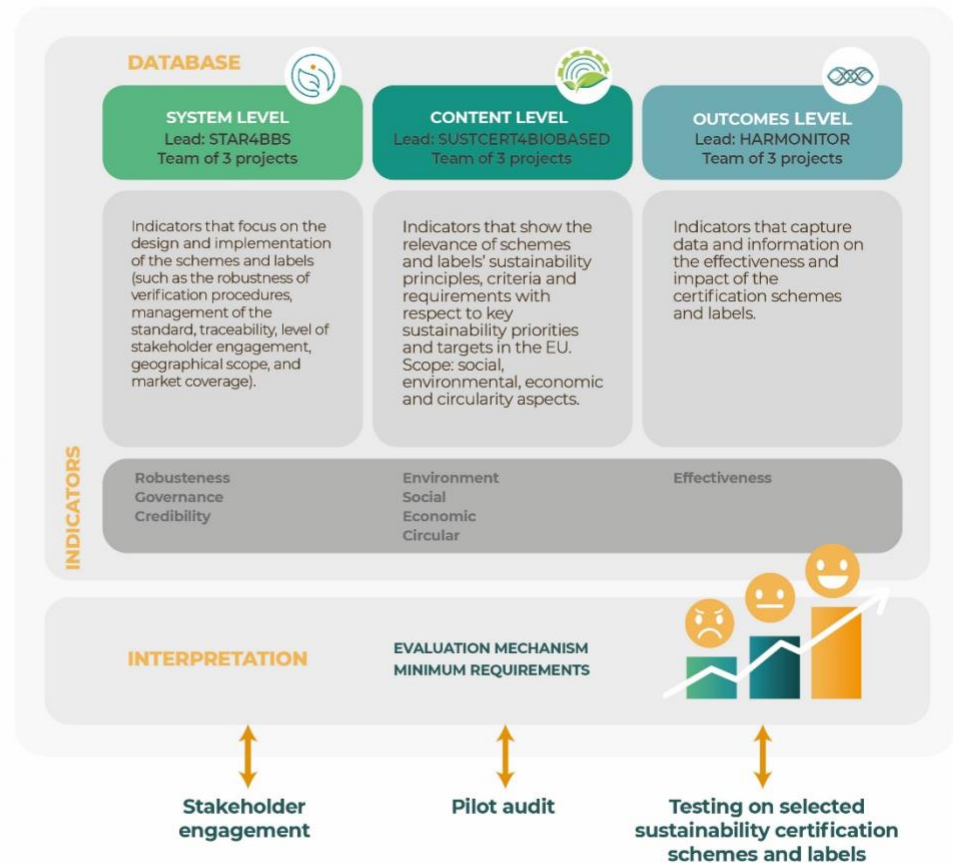 DATABASE
SYSTEM LEVEL
Lead: STAR4BBS
Team of 3 projects
CONTENT LEVEL
Lead: SUSTCERT4BIOBASED
Team of 3 projects
OUTCOMES LEVEL
Lead: HARMONITOR
Team of 3 projects
Indicators that focus on the
design and implementation
of the schemes and labels
(such as the robustness of
verification procedures,
management of the
standard, traceability, level of
stakeholder engagement,
geographical scope, and
market coverage).
Indicators that show the
relevance of schemes
and labels' sustainability
principles, criteria and
requirements with
respect to key
sustainability priorities
and targets in the EU.
Scope: social,
environmental, economic
and circularity aspects.
Indicators that capture
data and information on
the effectiveness and
impact of the
certification schemes
and labels.
INDICATORS
Robusteness
Governance
Credibility
Environment
Social
Economic
Circular
Effectiveness
INTERPRETATION
EVALUATION MECHANISM
MINIMUM REQUIREMENTS
Stakeholder
engagement
Pilot audit
Testing on selected
sustainability certification
schemes and labels